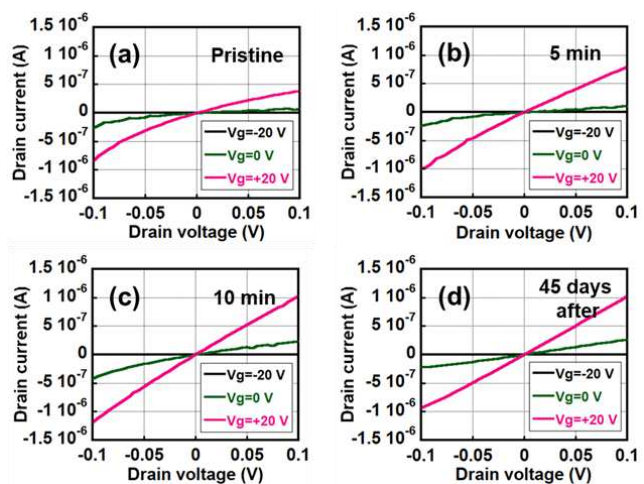 (a)
Pristine
Drain current (A)
1.5 10-6
1 10-6
5 10-7
0
-5 10-7
-1 10-6
-1.5 10-6
Vg=-20 V
Vg=0 V
Vg=+20 V
-0.1 -0.05 0 0.05 0.1
Drain voltage (V)
(b)
5 min
Drain current (A)
1.5 10-6
1 10-6
5 10-7
0
-5 10-7
-1 10-6
-1.5 10-6
Vg=-20 V
Vg=0 V
Vg=+20 V
-0.1 -0.05 0 0.05 0.1
Drain voltage (V)
(c)
10 min
Drain current (A)
1.5 10-6
1 10-6
5 10-7
0
-5 10-7
-1 10-6
-1.5 10-6
Vg=-20 V
Vg=0 V
Vg=+20 V
-0.1 -0.05 0 0.05 0.1
Drain voltage (V)
(d)
45 days
after
Drain current (A)
1.5 10-6
1 10-6
5 10-7
0
-5 10-7
-1 10-6
-1.5 10-6
Vg=-20 V
Vg=0 V
Vg=+20 V
-0.1 -0.05 0 0.05 0.1
Drain voltage (V)